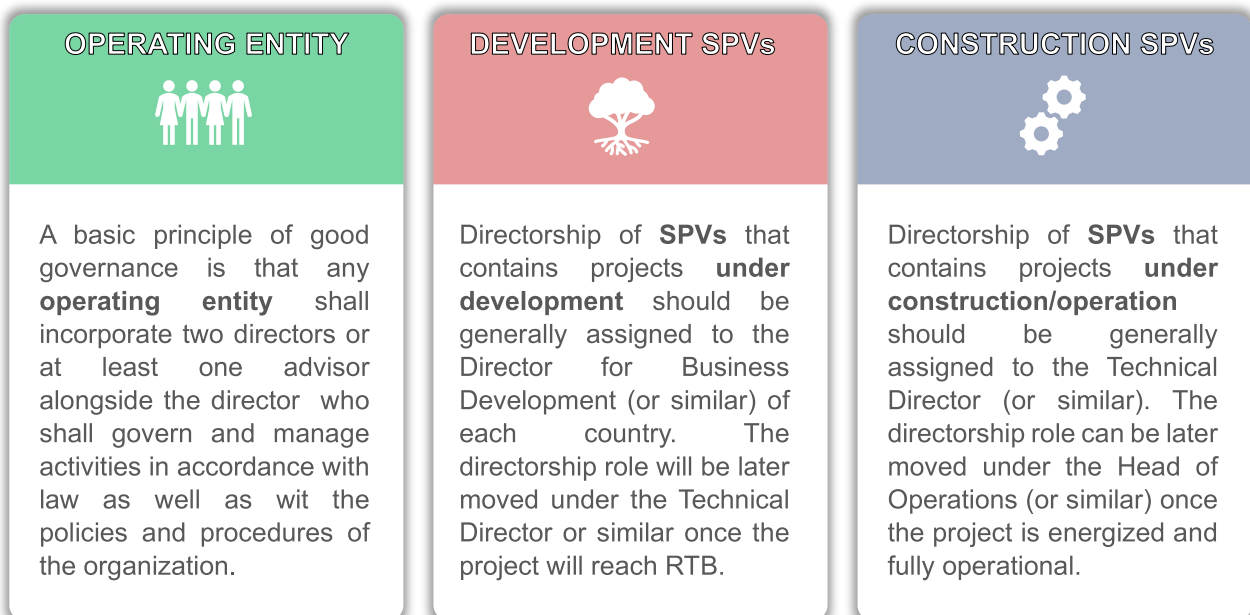 OPERATING ENTITY
A basic principle of good
governance is that any
operating entity shall
incorporate two directors or
at least one advisor
alongside the director who
shall govern and manage
activities in accordance with
law as well as wit the
policies and procedures of
the organization.
DEVELOPMENT SPVs
Directorship of SPVs that
contains projects under
development should be
generally assigned to the
Director for Business
Development (or similar) of
each country. The
directorship role will be later
moved under the Technical
Director or similar once the
project will reach RTB.
CONSTRUCTION SPVs
Directorship of SPVs that
contains projects under
construction/operation
should be generally
assigned to the Technical
Director (or similar). The
directorship role can be later
moved under the Head of
Operations (or similar) once
the project is energized and
fully operational.